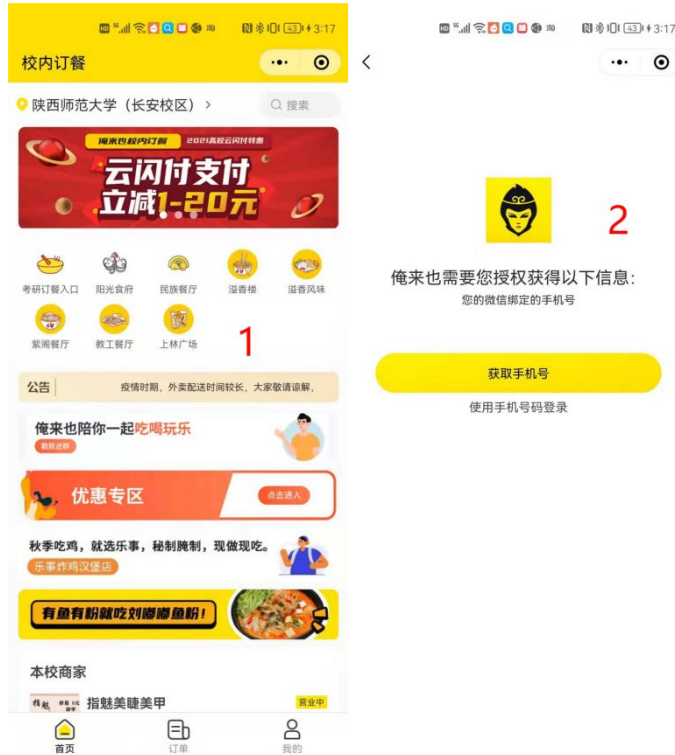 HD 5G 43 3:17
校内订餐
陕西师范大学（长安校区）
搜索
俺来也校内订餐 2021高校云闪付特惠
云闪付支付
立减1-20元
考研订餐入口 阳光食府 民族餐厅 溢香楼 溢香风味
紫阁餐厅 教工餐厅 上林广场
1
公告 疫情时期，外卖配送时间较长，大家敬请谅解，
俺来也陪你一起吃喝玩乐
戳我进群
优惠专区
点击进入
秋季吃鸡，就选乐事，秘制腌制，现做现吃。
乐事炸鸡汉堡店
有鱼有粉就吃刘嘟嘟鱼粉！
本校商家
指魅美睫美甲
营业中
首页 订单 我的
HD 5G 43 3:17
2
俺来也需要您授权获得以下信息：
您的微信绑定的手机号
获取手机号
使用手机号码登录